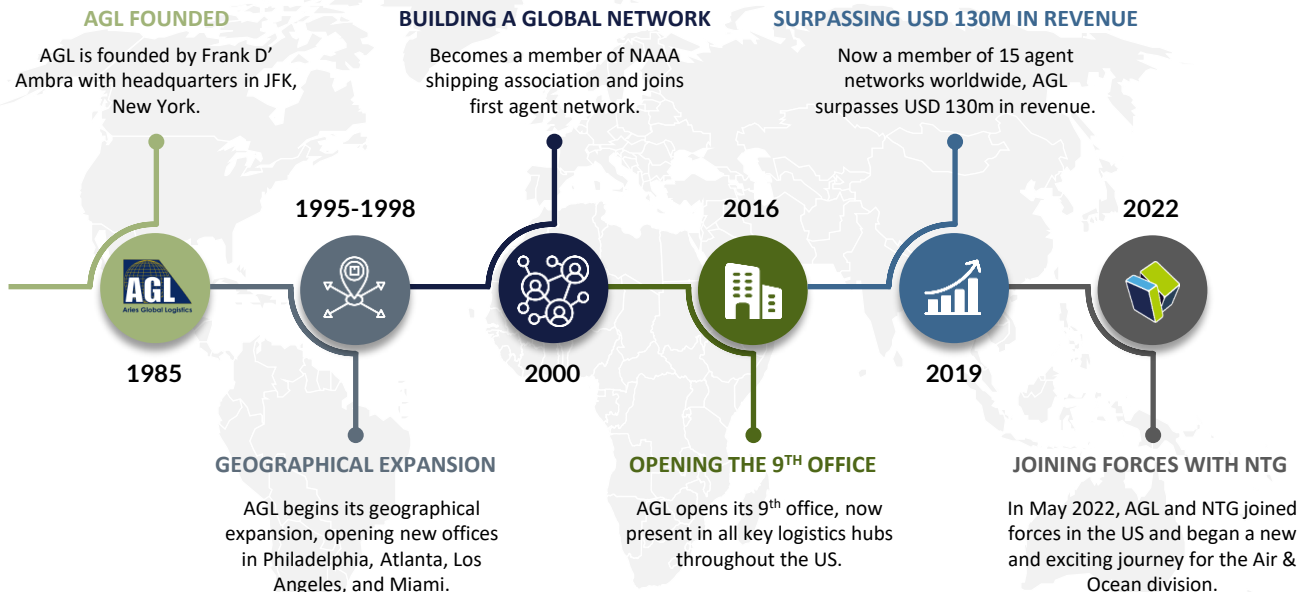 AGL FOUNDED
AGL is founded by Frank D’
Ambra with headquarters in JFK,
New York.
BUILDING A GLOBAL NETWORK
Becomes a member of NAAA
shipping association and joins
first agent network.
SURPASSING USD 130M IN REVENUE
Now a member of 15 agent
networks worldwide, AGL
surpasses USD 130m in revenue.
1995-1998
2016
2022
AGL
Aries Global Logistics
1985
2000
2019
GEOGRAPHICAL EXPANSION
AGL begins its geographical
expansion, opening new offices
in Philadelphia, Atlanta, Los
Angeles, and Miami.
OPENING THE 9TH OFFICE
AGL opens its 9th office, now
present in all key logistics hubs
throughout the US.
JOINING FORCES WITH NTG
In May 2022, AGL and NTG joined
forces in the US and began a new
and exciting journey for the Air &
Ocean division.